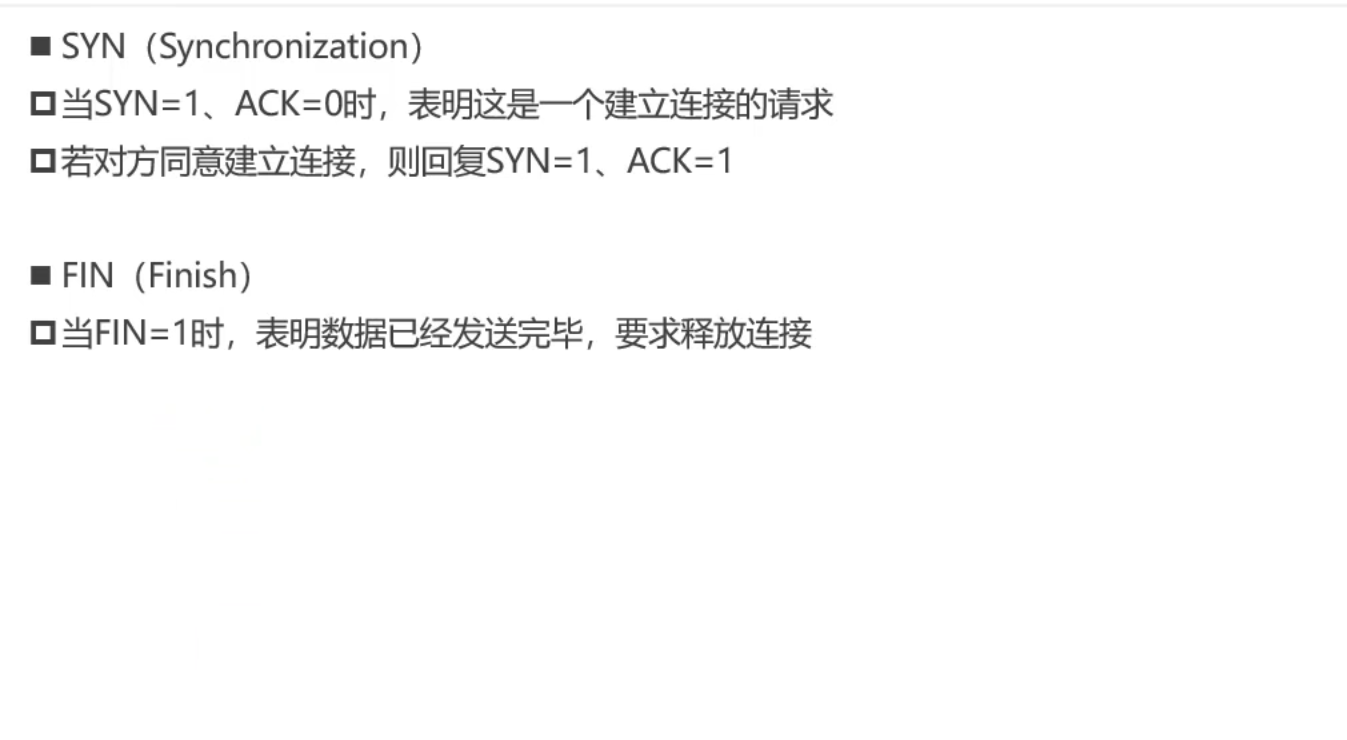 ■ SYN（Synchronization）
□ 当SYN=1、ACK=0时，表明这是一个建立连接的请求
□ 若对方同意建立连接，则回复SYN=1、ACK=1
■ FIN（Finish）
□ 当FIN=1时，表明数据已经发送完毕，要求释放连接